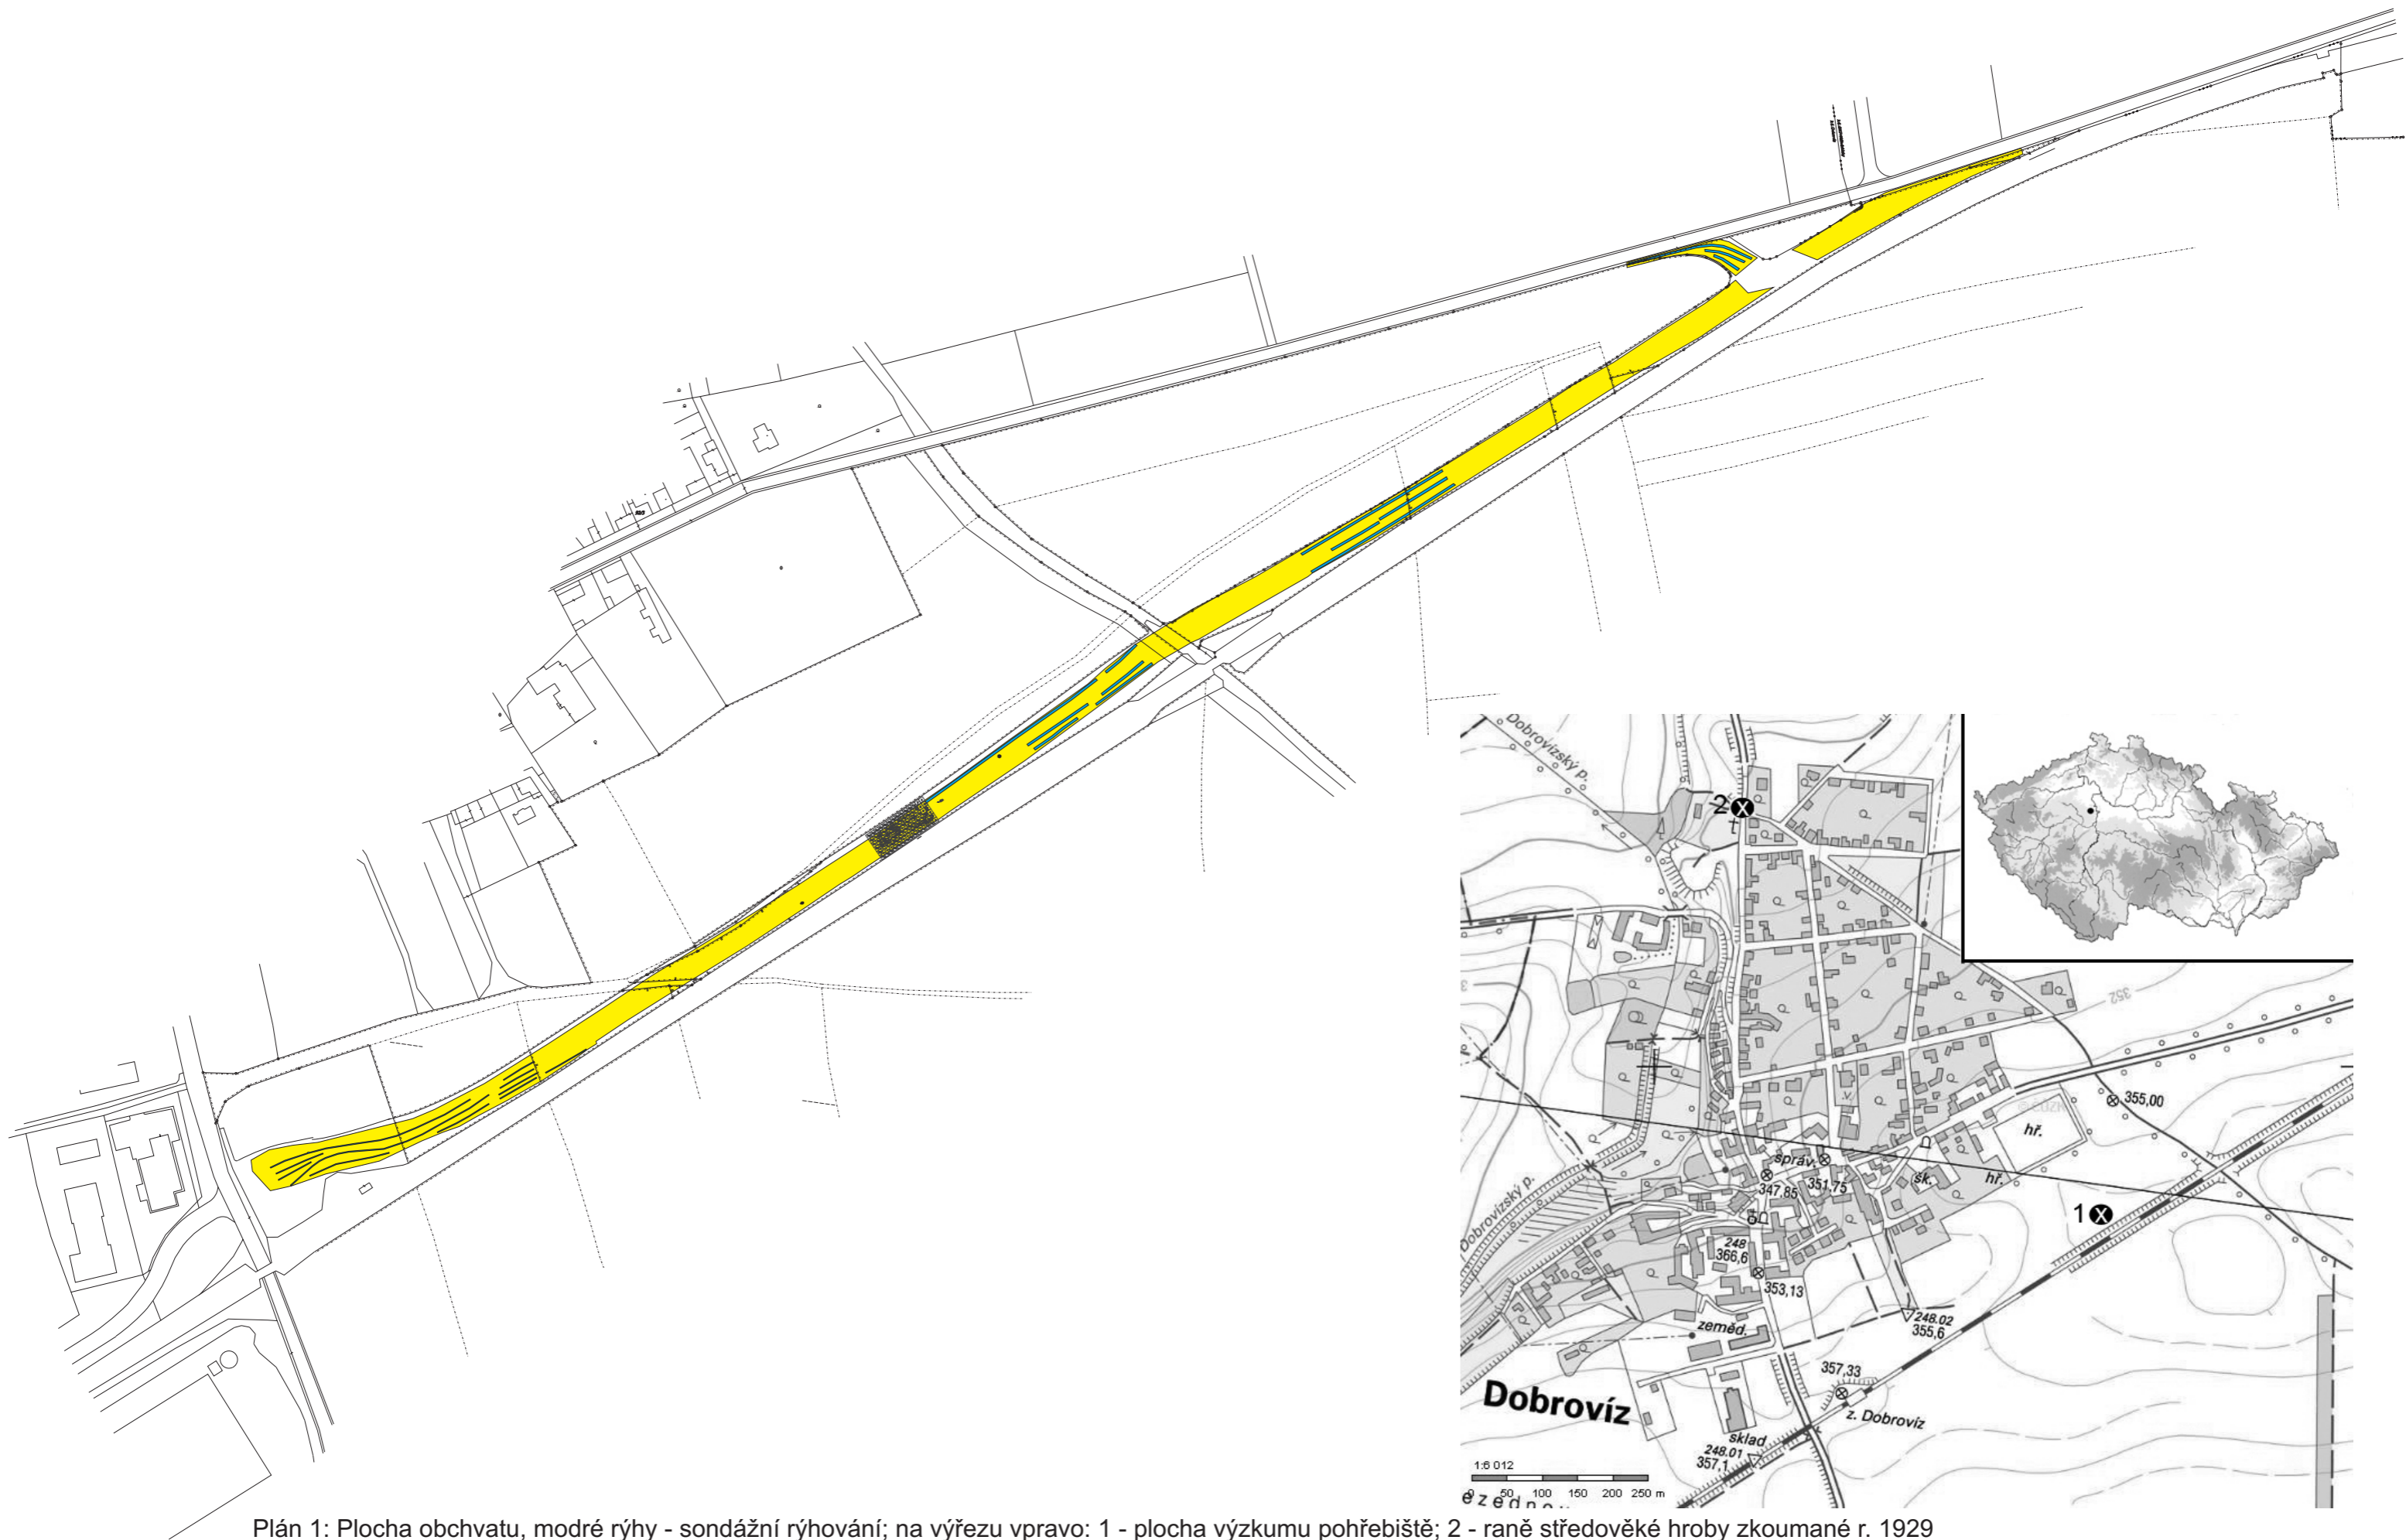 Dobrovízský p.
2
352
355,00
hř.
správ.
347,85
351,75
šk.
hř.
1
Dobrovízský p.
248
366,6
353,13
248.02
355,6
zeměd.
357,33
Dobrovíz
z. Dobrovíz
sklad
248.01
357,1
1:6 012
0 50 100 150 200 250 m
Plán 1: Plocha obchvatu, modré rýhy - sondážní rýhování; na výřezu vpravo: 1 - plocha výzkumu pohřebiště; 2 - raně středověké hroby zkoumané r. 1929